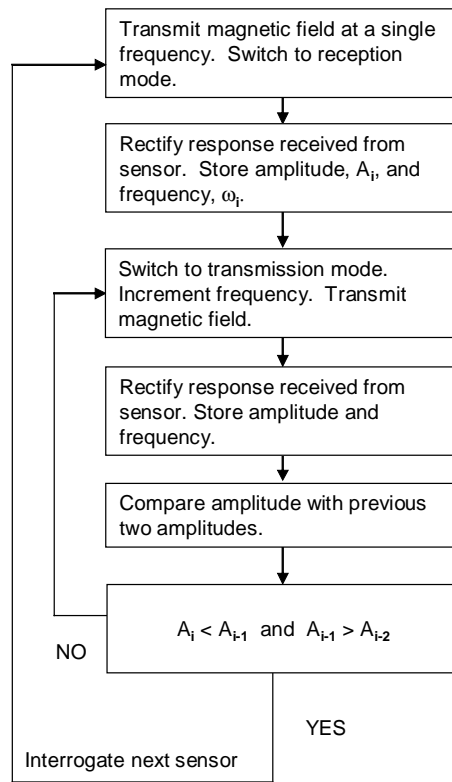 Transmit magnetic field at a single
frequency.  Switch to reception
mode.
Rectify response received from
sensor.  Store amplitude, Aᵢ, and
frequency, ωᵢ.
Switch to transmission mode.
Increment frequency.  Transmit
magnetic field.
Rectify response received from
sensor. Store amplitude and
frequency.
Compare amplitude with previous
two amplitudes.
Aᵢ < Aᵢ₋₁ and Aᵢ₋₁ > Aᵢ₋₂
NO
YES
Interrogate next sensor